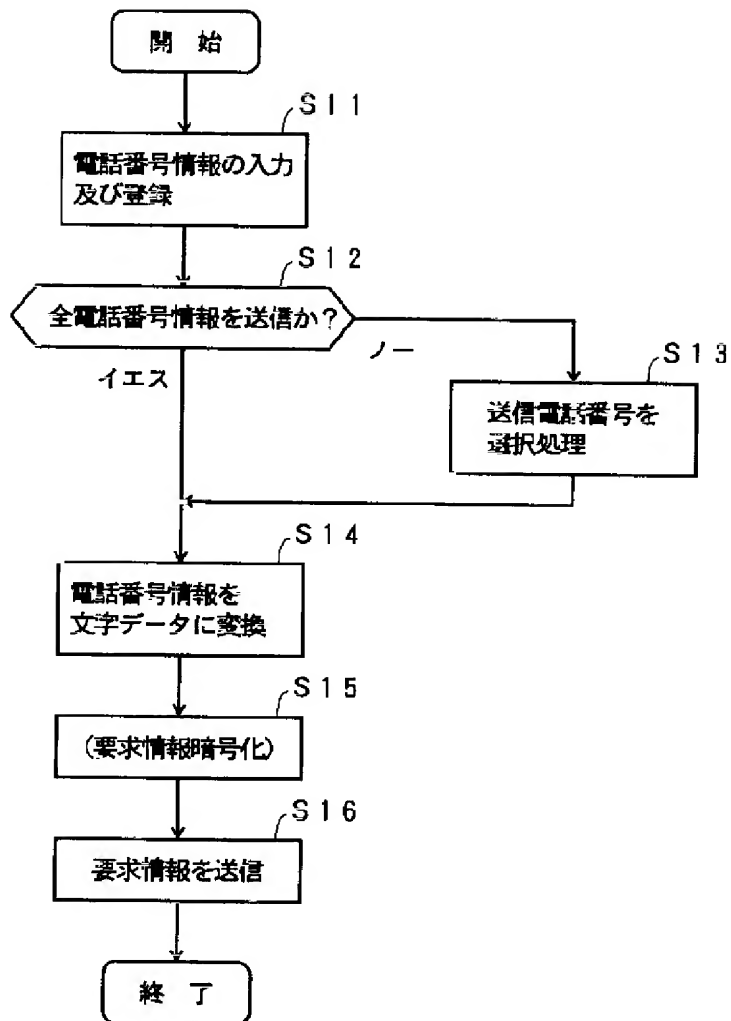 開 始
S11
電話番号情報の入力
及び登録
S12
全電話番号情報を送信か?
ノー
イエス
S13
送信電話番号を
選択処理
S14
電話番号情報を
文字データに変換
S15
(要求情報暗号化)
S16
要求情報を送信
終 了